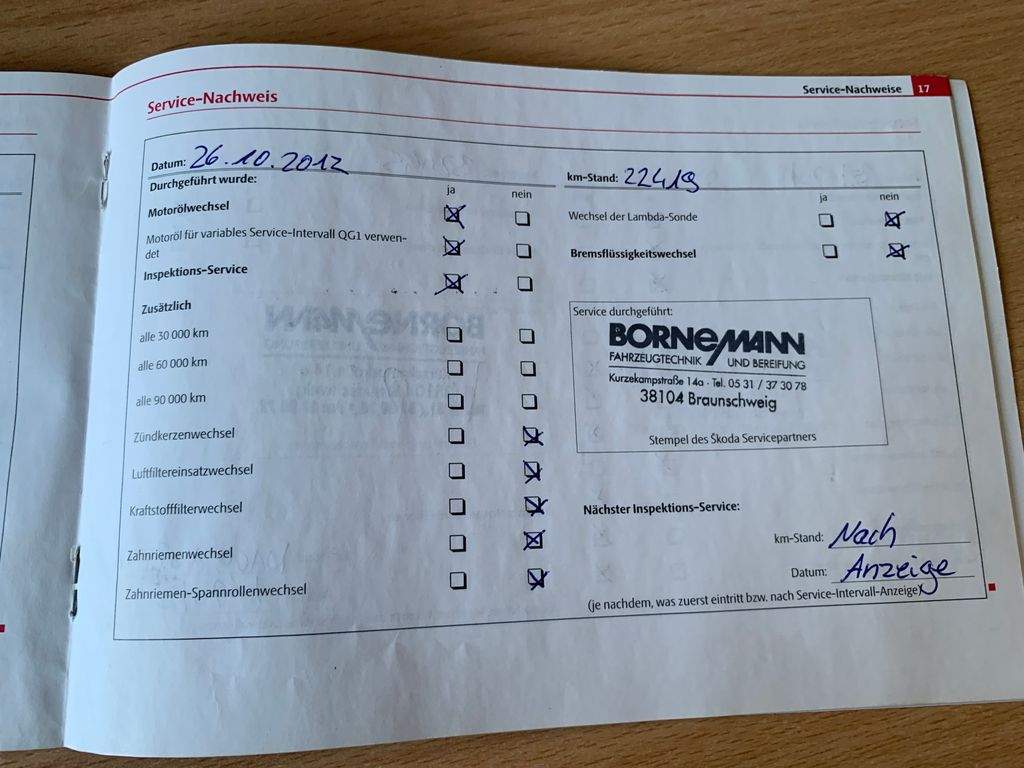 Service-Nachweise 17
Service-Nachweis
Datum: 26.10.2012
Durchgeführt wurde:
ja nein
Motorölwechsel
Motoröl für variables Service-Intervall QG1 verwen-
det
Inspektions-Service
Zusätzlich
alle 30 000 km
alle 60 000 km
alle 90 000 km
Zündkerzenwechsel
Luftfiltereinsatzwechsel
Kraftstofffilterwechsel
Zahnriemenwechsel
Zahnriemen-Spannrollenwechsel
km-Stand: 22419
ja nein
Wechsel der Lambda-Sonde
Bremsflüssigkeitswechsel
Service durchgeführt:
BORNEMANN
FAHRZEUGTECHNIK UND BEREIFUNG
Kurzekampstraße 14a · Tel. 05 31 / 37 30 78
38104 Braunschweig
Stempel des Škoda Servicepartners
Nächster Inspektions-Service:
km-Stand: Nach
Datum: Anzeige
(je nachdem, was zuerst eintritt bzw. nach Service-Intervall-Anzeige)